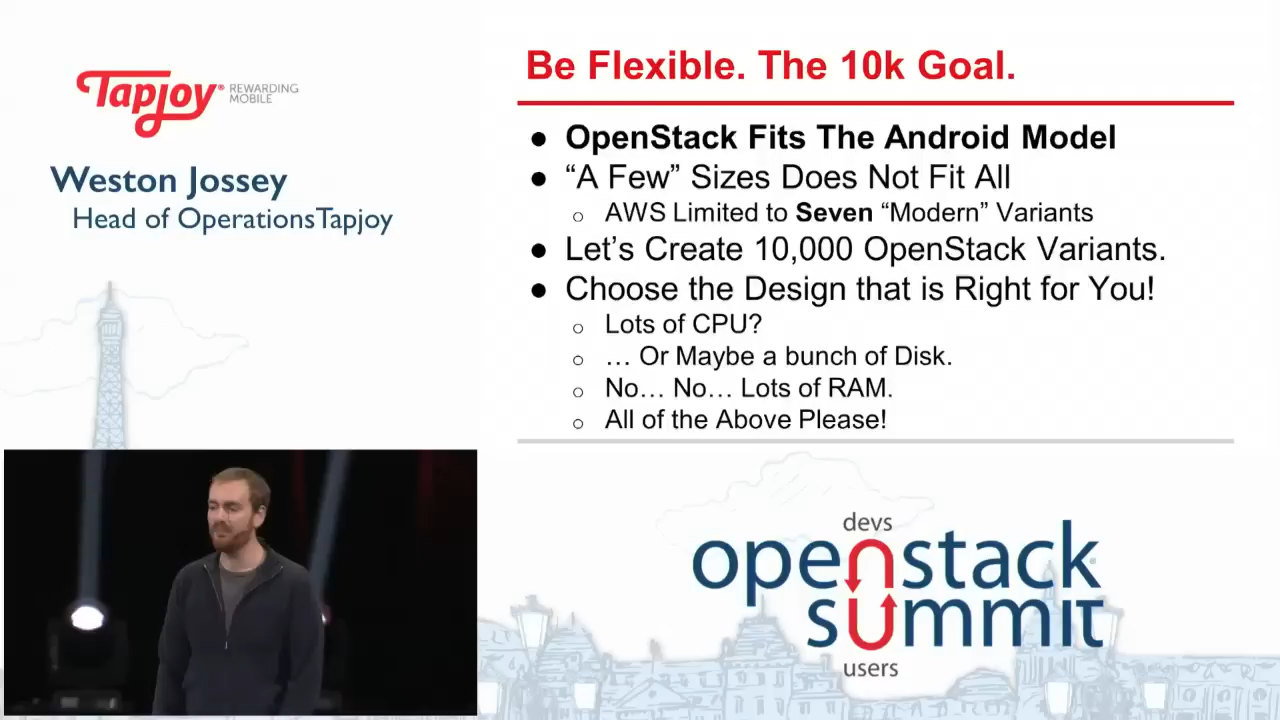 Tapjoy® REWARDING MOBILE
Weston Jossey
Head of OperationsTapjoy
Be Flexible. The 10k Goal.
● OpenStack Fits The Android Model
● “A Few” Sizes Does Not Fit All
○ AWS Limited to Seven “Modern” Variants
● Let’s Create 10,000 OpenStack Variants.
● Choose the Design that is Right for You!
○ Lots of CPU?
○ … Or Maybe a bunch of Disk.
○ No… No… Lots of RAM.
○ All of the Above Please!
devs
openstack
summit
users